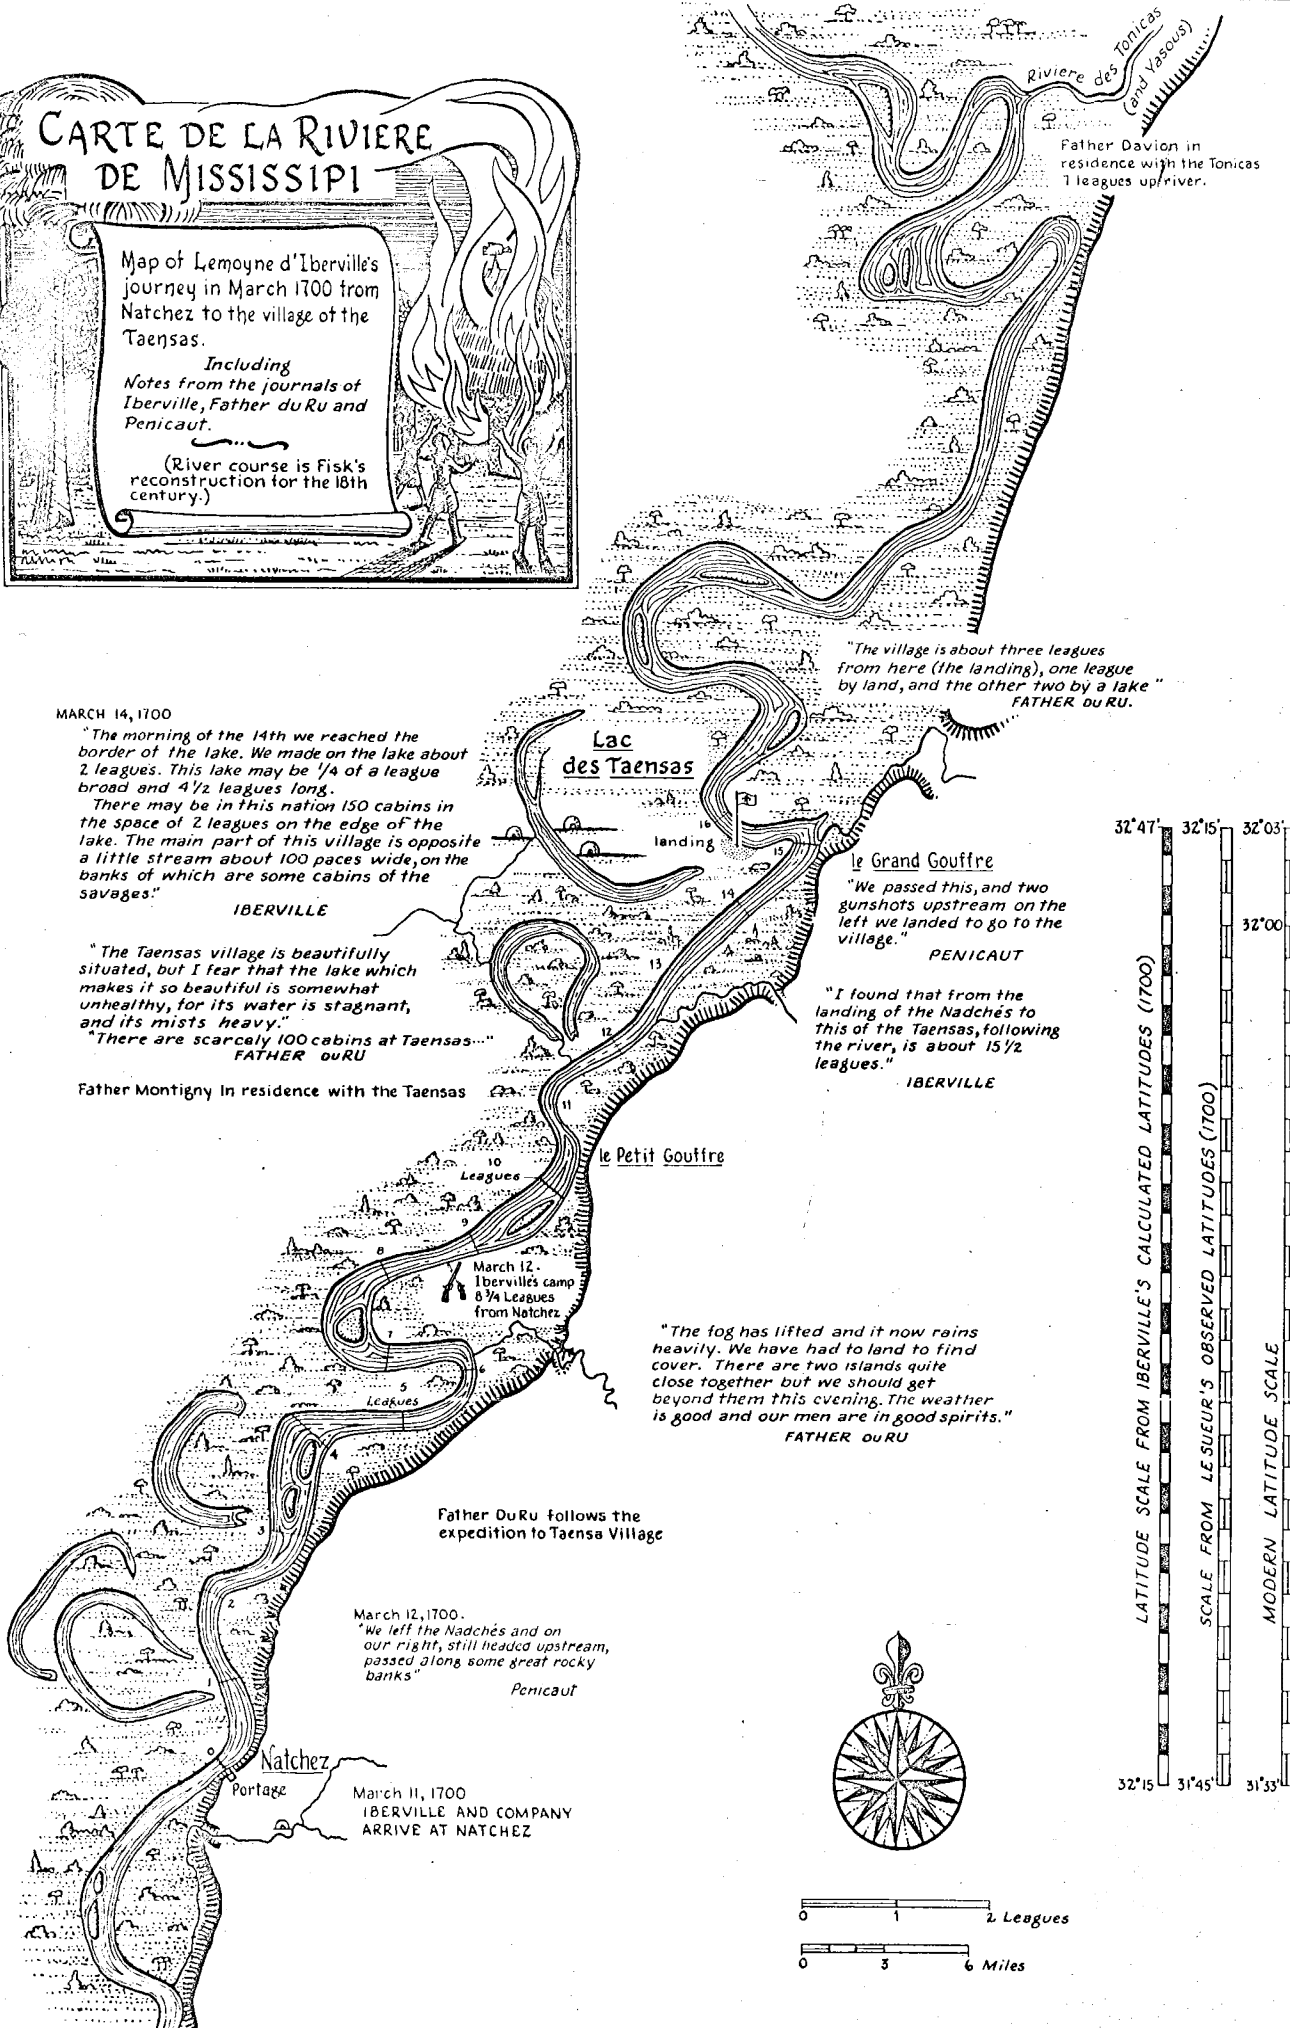 CARTE DE LA RIVIERE
DE MISSISSIPI
Map of Lemoyne d'Iberville's
journey in March 1700 from
Natchez to the village of the
Taensas.
Including
Notes from the journals of
Iberville, Father duRu and
Penicaut.
(River course is Fisk's
reconstruction for the 18th
century.)
Riviere des Tonicas
(and Yasous)
Father Davion in
residence with the Tonicas
7 leagues up river.
"The village is about three leagues
from here (the landing), one league
by land, and the other two by a lake"
FATHER DU RU.
MARCH 14, 1700
"The morning of the 14th we reached the
border of the lake. We made on the lake about
2 leagues. This lake may be 1/4 of a league
broad and 4 1/2 leagues long.
There may be in this nation 150 cabins in
the space of 2 leagues on the edge of the
lake. The main part of this village is opposite
a little stream about 100 paces wide, on the
banks of which are some cabins of the
savages."
IBERVILLE
Lac
des Taensas
16
landing
15
14
13
12
11
le Grand Gouffre
"We passed this, and two
gunshots upstream on the
left we landed to go to the
village."
PENICAUT
"I found that from the
landing of the Nadchés to
this of the Taensas, following
the river, is about 15 1/2
leagues."
IBERVILLE
"The Taensas village is beautifully
situated, but I fear that the lake which
makes it so beautiful is somewhat
unhealthy, for its water is stagnant,
and its mists heavy."
"There are scarcely 100 cabins at Taensas..."
FATHER DURU
Father Montigny In residence with the Taensas
le Petit Gouffre
10
Leagues
9
8
March 12.
Iberville's camp
8 3/4 Leagues
from Natchez
7
6
5
Leagues
4
3
2
1
0
"The fog has lifted and it now rains
heavily. We have had to land to find
cover. There are two islands quite
close together but we should get
beyond them this evening. The weather
is good and our men are in good spirits."
FATHER DURU
Father DuRu follows the
expedition to Taensa Village
March 12, 1700.
"We left the Nadchés and on
our right, still headed upstream,
passed along some great rocky
banks"
Penicaut
Natchez
Portage
March 11, 1700
IBERVILLE AND COMPANY
ARRIVE AT NATCHEZ
32°47'
32°15'
32°03'
32°00'
LATITUDE SCALE FROM IBERVILLE'S CALCULATED LATITUDES (1700)
SCALE FROM LESUEUR'S OBSERVED LATITUDES (1700)
MODERN LATITUDE SCALE
32°15'
31°45'
31°33'
0 1 2 Leagues
0 3 6 Miles